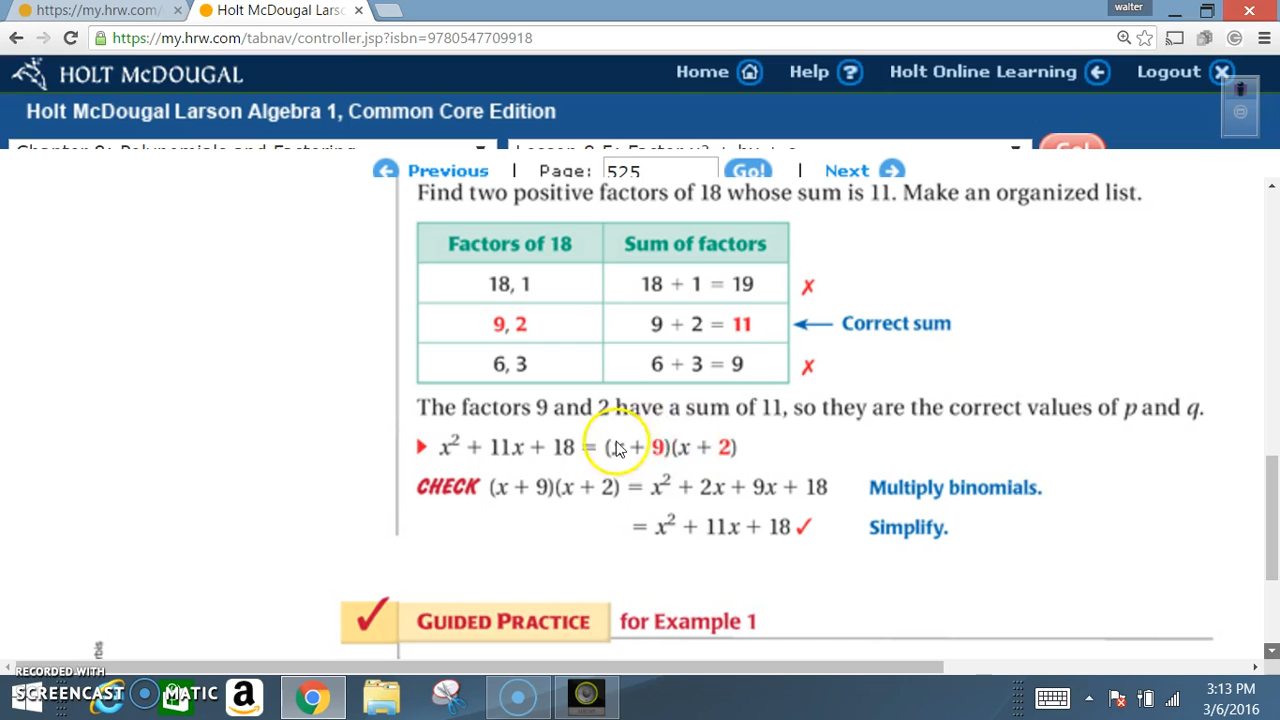 https://my.hrw.com/tabnav/ ×
Holt McDougal Larso ×
walter
https://my.hrw.com/tabnav/controller.jsp?isbn=9780547709918
HOLT MCDOUGAL
Home
Help ?
Holt Online Learning
Logout X
Holt McDougal Larson Algebra 1, Common Core Edition
Previous | Page: 525 Go! | Next
Find two positive factors of 18 whose sum is 11. Make an organized list.
Factors of 18 Sum of factors
18, 1 18 + 1 = 19 ✗
9, 2 9 + 2 = 11 Correct sum
6, 3 6 + 3 = 9 ✗
The factors 9 and 2 have a sum of 11, so they are the correct values of p and q.
x² + 11x + 18 = (x + 9)(x + 2)
CHECK (x + 9)(x + 2) = x² + 2x + 9x + 18 Multiply binomials.
= x² + 11x + 18 ✓ Simplify.
GUIDED PRACTICE for Example 1
RECORDED WITH
SCREENCAST MATIC
3:13 PM
3/6/2016